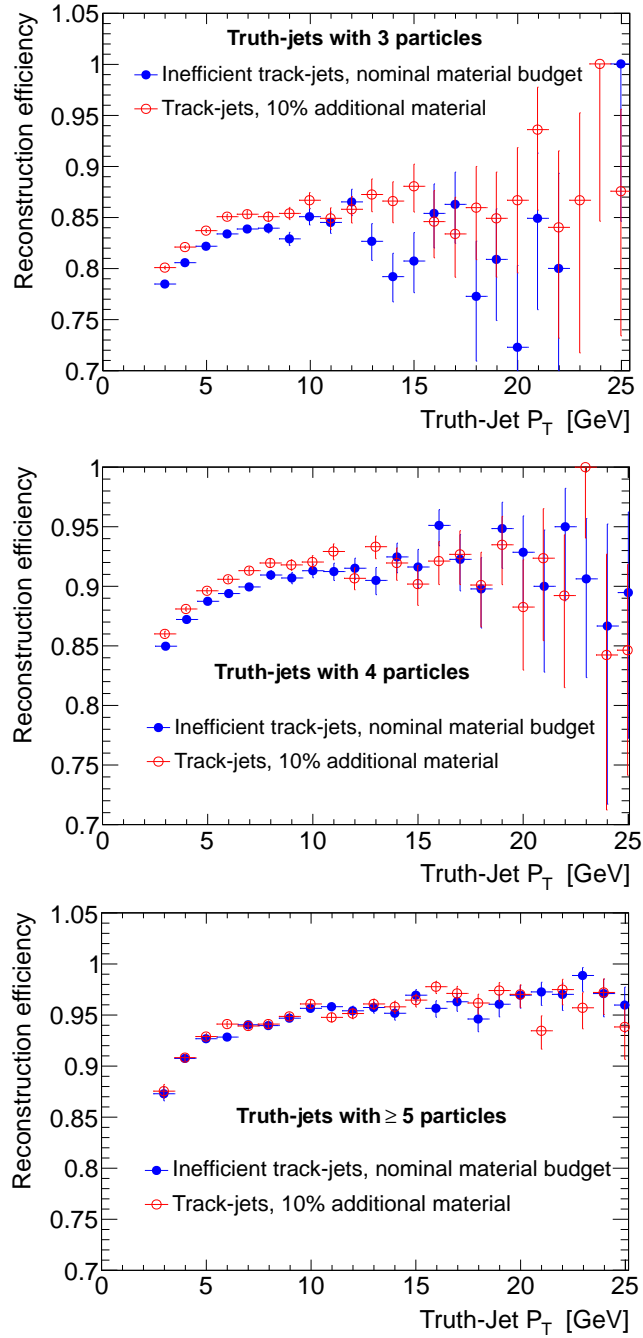 Truth-jets with 3 particles
Inefficient track-jets, nominal material budget
Track-jets, 10% additional material
Reconstruction efficiency
1.05
1
0.95
0.9
0.85
0.8
0.75
0.7
0 5 10 15 20 25
Truth-Jet P_T [GeV]
Reconstruction efficiency
1
0.95
0.9
0.85
0.8
0.75
0.7
Truth-jets with 4 particles
Inefficient track-jets, nominal material budget
Track-jets, 10% additional material
0 5 10 15 20 25
Truth-Jet P_T [GeV]
Reconstruction efficiency
1.05
1
0.95
0.9
0.85
0.8
0.75
0.7
Truth-jets with ≥ 5 particles
Inefficient track-jets, nominal material budget
Track-jets, 10% additional material
0 5 10 15 20 25
Truth-Jet P_T [GeV]